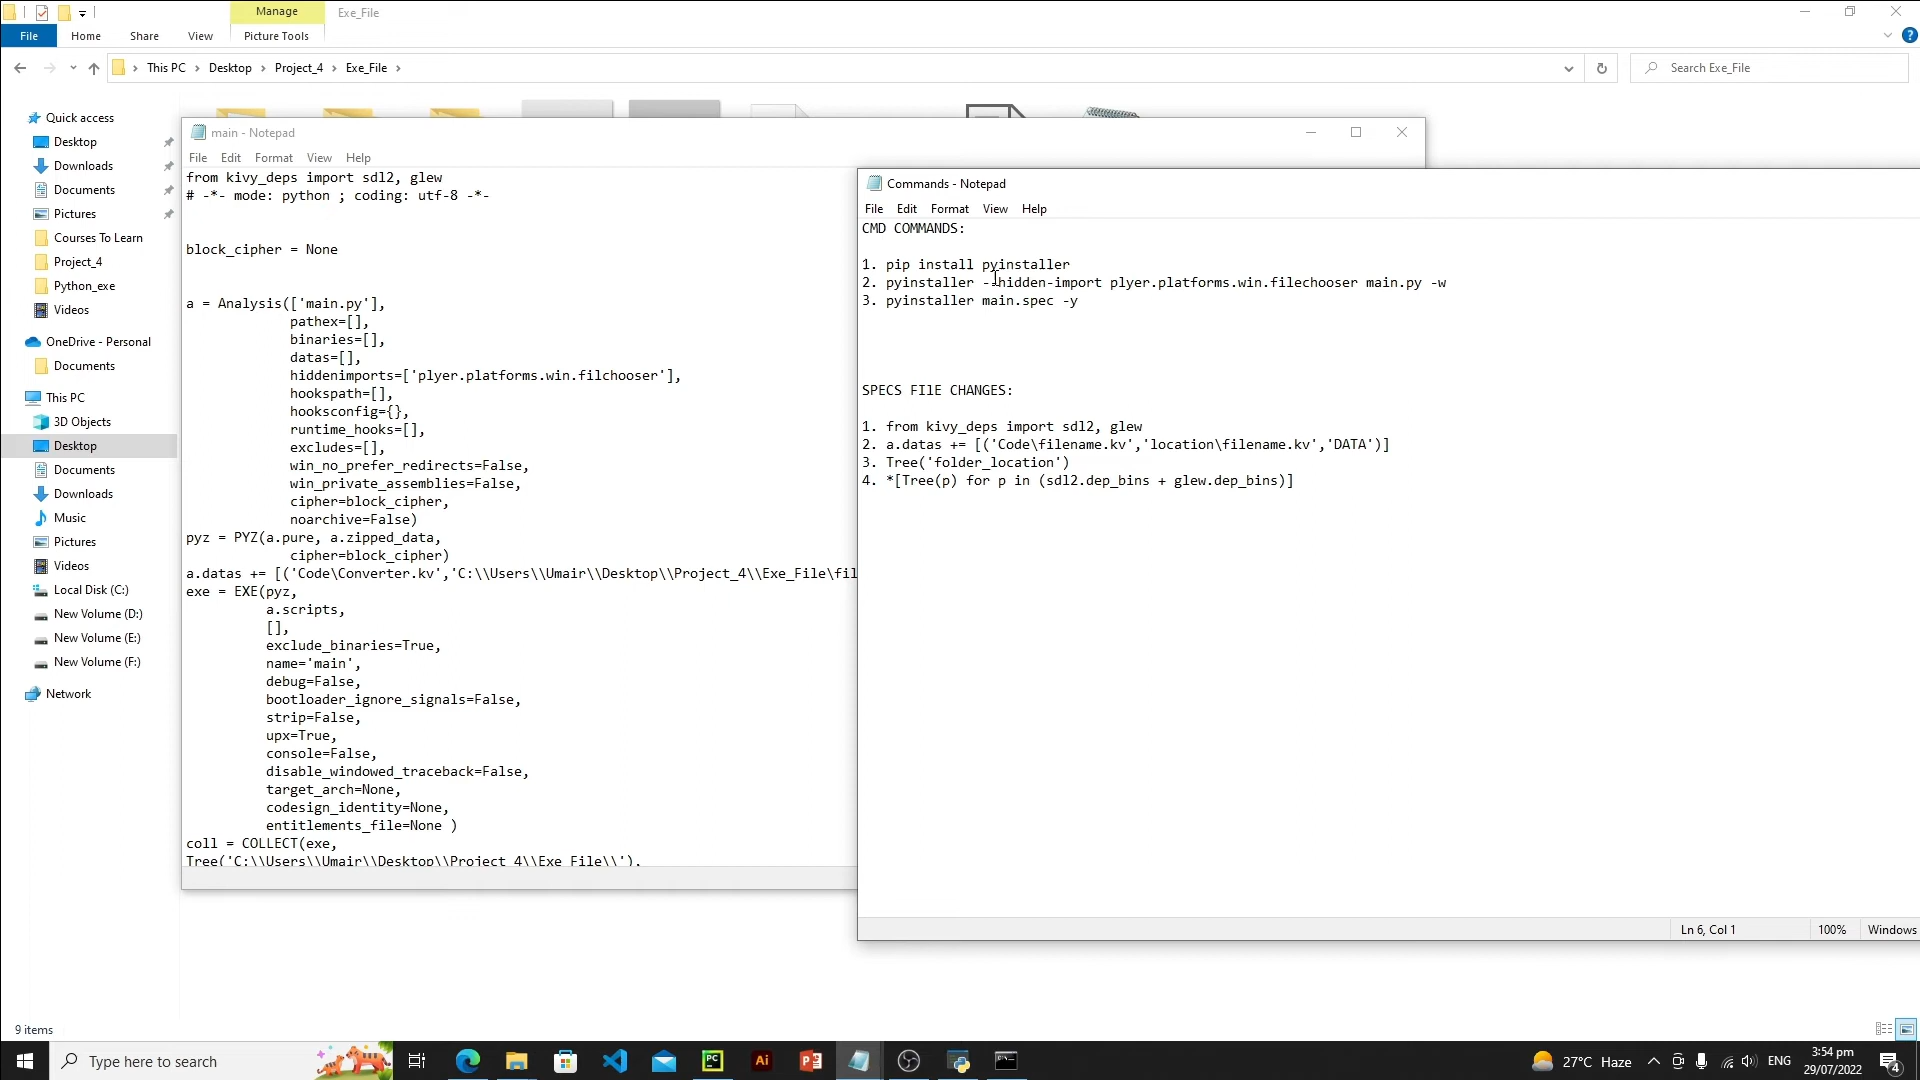 Manage
Exe_File
File
Home
Share
View
Picture Tools
This PC
Desktop
Project_4
Exe_File
Search Exe_File
Quick access
Desktop
Downloads
Documents
Pictures
Courses To Learn
Project_4
Python_exe
Videos
OneDrive - Personal
Documents
This PC
3D Objects
Desktop
Documents
Downloads
Music
Pictures
Videos
Local Disk (C:)
New Volume (D:)
New Volume (E:)
New Volume (F:)
Network
main - Notepad
File Edit Format View Help
from kivy_deps import sdl2, glew
# -*- mode: python ; coding: utf-8 -*-
block_cipher = None
a = Analysis(['main.py'],
pathex=[],
binaries=[],
datas=[],
hiddenimports=['plyer.platforms.win.filchooser'],
hookspath=[],
hooksconfig={},
runtime_hooks=[],
excludes=[],
win_no_prefer_redirects=False,
win_private_assemblies=False,
cipher=block_cipher,
noarchive=False)
pyz = PYZ(a.pure, a.zipped_data,
cipher=block_cipher)
a.datas += [('Code\Converter.kv','C:\\Users\\Umair\\Desktop\\Project_4\\Exe_File\fil
exe = EXE(pyz,
a.scripts,
[],
exclude_binaries=True,
name='main',
debug=False,
bootloader_ignore_signals=False,
strip=False,
upx=True,
console=False,
disable_windowed_traceback=False,
target_arch=None,
codesign_identity=None,
entitlements_file=None )
coll = COLLECT(exe,
Tree('C:\\Users\\Umair\\Desktop\\Project_4\\Exe_File\\'),
Commands - Notepad
File Edit Format View Help
CMD COMMANDS:
1. pip install pyinstaller
2. pyinstaller --hidden-import plyer.platforms.win.filechooser main.py -w
3. pyinstaller main.spec -y
SPECS FIlE CHANGES:
1. from kivy_deps import sdl2, glew
2. a.datas += [('Code\filename.kv','location\filename.kv','DATA')]
3. Tree('folder_location')
4. *[Tree(p) for p in (sdl2.dep_bins + glew.dep_bins)]
Ln 6, Col 1
100%
Windows
9 items
Type here to search
PC
Ai
P
27°C Haze
ENG
3:54 pm
29/07/2022
4